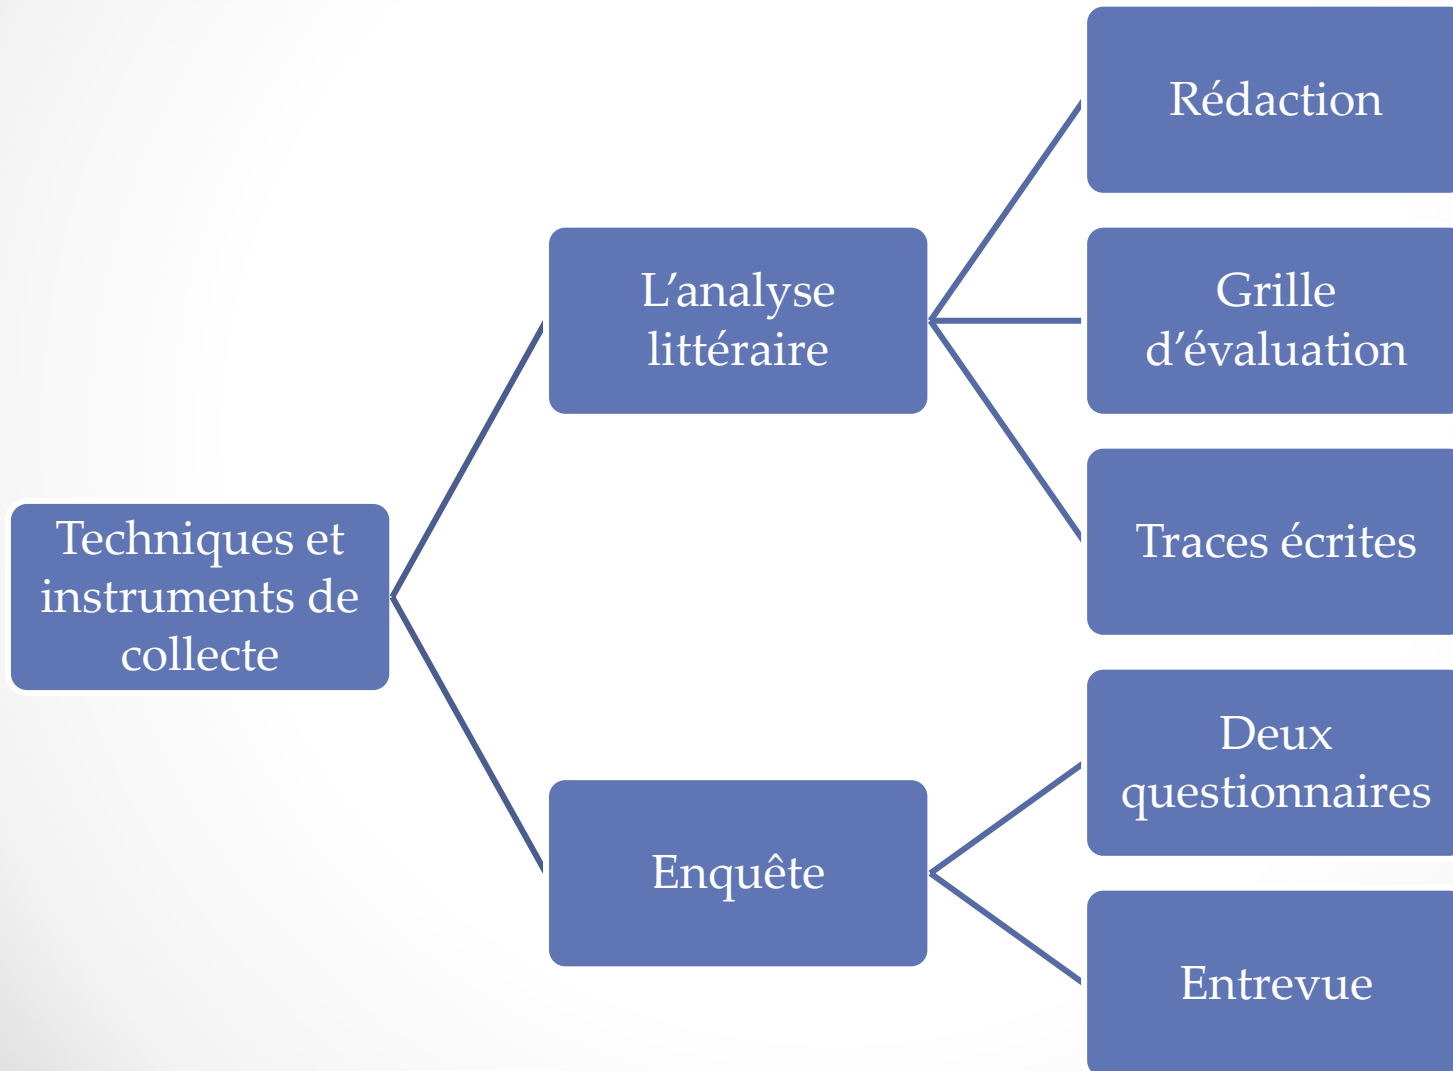 Techniques et
instruments de
collecte
L’analyse
littéraire
Rédaction
Grille
d’évaluation
Traces écrites
Enquête
Deux
questionnaires
Entrevue